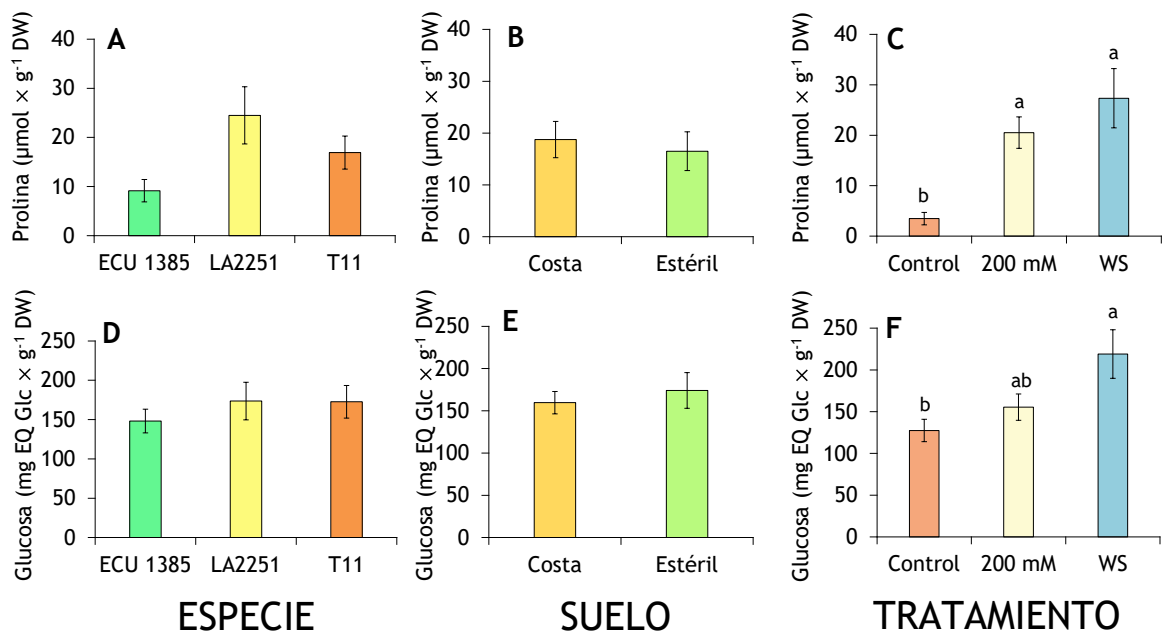 A
Prolina (µmol × g⁻¹ DW)
40
30
20
10
0
ECU 1385 LA2251 T11
B
Prolina (µmol × g⁻¹ DW)
40
30
20
10
0
Costa Estéril
C
Prolina (µmol × g⁻¹ DW)
40
30
20
10
0
b a a
Control 200 mM WS
D
Glucosa (mg EQ Glc × g⁻¹ DW)
250
200
150
100
50
0
ECU 1385 LA2251 T11
E
Glucosa (mg EQ Glc × g⁻¹ DW)
250
200
150
100
50
0
Costa Estéril
F
Glucosa (mg EQ Glc × g⁻¹ DW)
250
200
150
100
50
0
b ab a
Control 200 mM WS
ESPECIE SUELO TRATAMIENTO